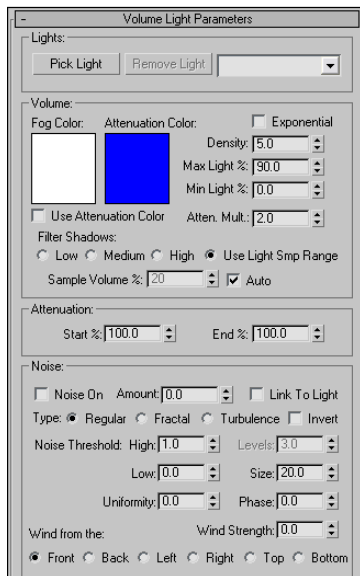 - Volume Light Parameters
Lights:
Pick Light Remove Light
Volume:
Fog Color: Attenuation Color: Exponential
Density: 5.0
Max Light %: 90.0
Min Light %: 0.0
Use Attenuation Color Atten. Mult.: 2.0
Filter Shadows:
Low Medium High Use Light Smp Range
Sample Volume %: 20 Auto
Attenuation:
Start %: 100.0 End %: 100.0
Noise:
Noise On Amount: 0.0 Link To Light
Type: Regular Fractal Turbulence Invert
Noise Threshold: High: 1.0 Levels: 3.0
Low: 0.0 Size: 20.0
Uniformity: 0.0 Phase: 0.0
Wind from the: Wind Strength: 0.0
Front Back Left Right Top Bottom